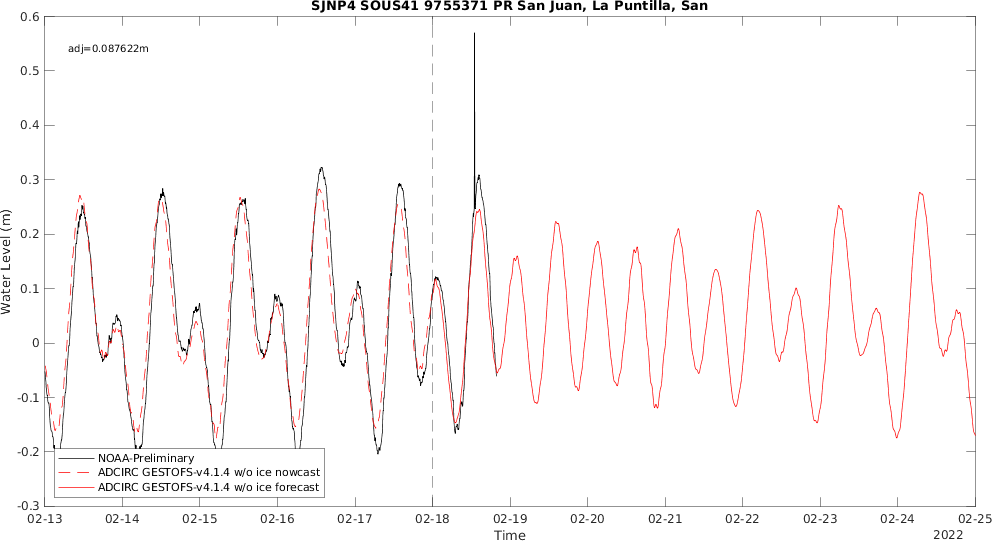 SJNP4 SOUS41 9755371 PR San Juan, La Puntilla, San
adj=0.087622m
Water Level (m)
0.6
0.5
0.4
0.3
0.2
0.1
0
-0.1
-0.2
-0.3
NOAA-Preliminary
ADCIRC GESTOFS-v4.1.4 w/o ice nowcast
ADCIRC GESTOFS-v4.1.4 w/o ice forecast
02-13 02-14 02-15 02-16 02-17 02-18 02-19 02-20 02-21 02-22 02-23 02-24 02-25
Time
2022